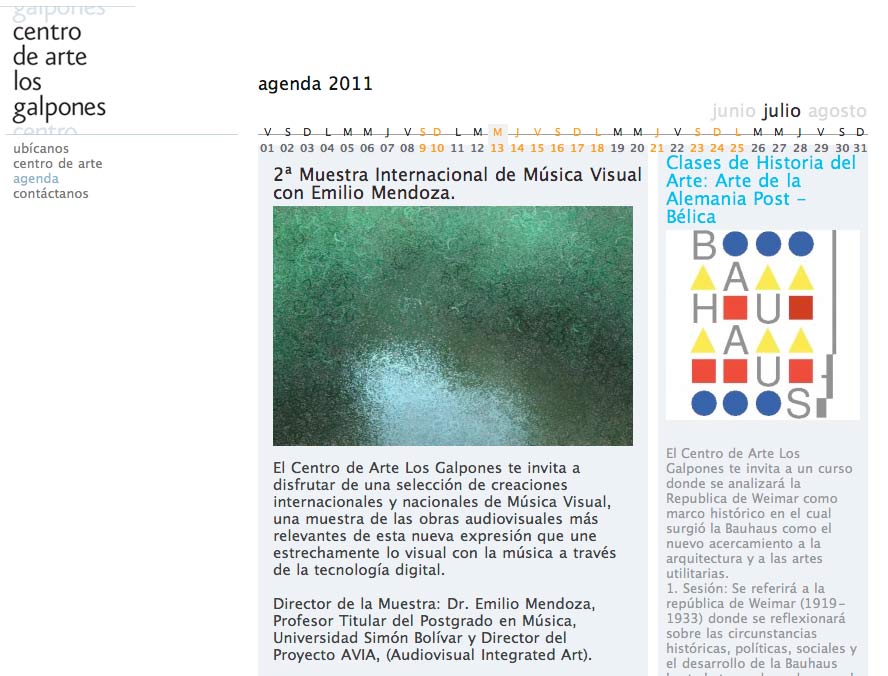 galpones
centro
de arte
los
galpones
centro
ubícanos
centro de arte
agenda
contáctanos
agenda 2011
junio julio agosto
V S D L M M J V S D L M M J V S D L M M J V S D L M M J V S D
01 02 03 04 05 06 07 08 9 10 11 12 13 14 15 16 17 18 19 20 21 22 23 24 25 26 27 28 29 30 31
2ª Muestra Internacional de Música Visual
con Emilio Mendoza.
El Centro de Arte Los Galpones te invita a
disfrutar de una selección de creaciones
internacionales y nacionales de Música Visual,
una muestra de las obras audiovisuales más
relevantes de esta nueva expresión que une
estrechamente lo visual con la música a través
de la tecnología digital.
Director de la Muestra: Dr. Emilio Mendoza,
Profesor Titular del Postgrado en Música,
Universidad Simón Bolívar y Director del
Proyecto AVIA, (Audiovisual Integrated Art).
Clases de Historia del
Arte: Arte de la
Alemania Post -
Bélica
B
A
H U
A
U
S
El Centro de Arte Los
Galpones te invita a un curso
donde se analizará la
Republica de Weimar como
marco histórico en el cual
surgió la Bauhaus como el
nuevo acercamiento a la
arquitectura y a las artes
utilitarias.
1. Sesión: Se referirá a la
república de Weimar (1919-
1933) donde se reflexionará
sobre las circunstancias
históricas, políticas, sociales y
el desarrollo de la Bauhaus